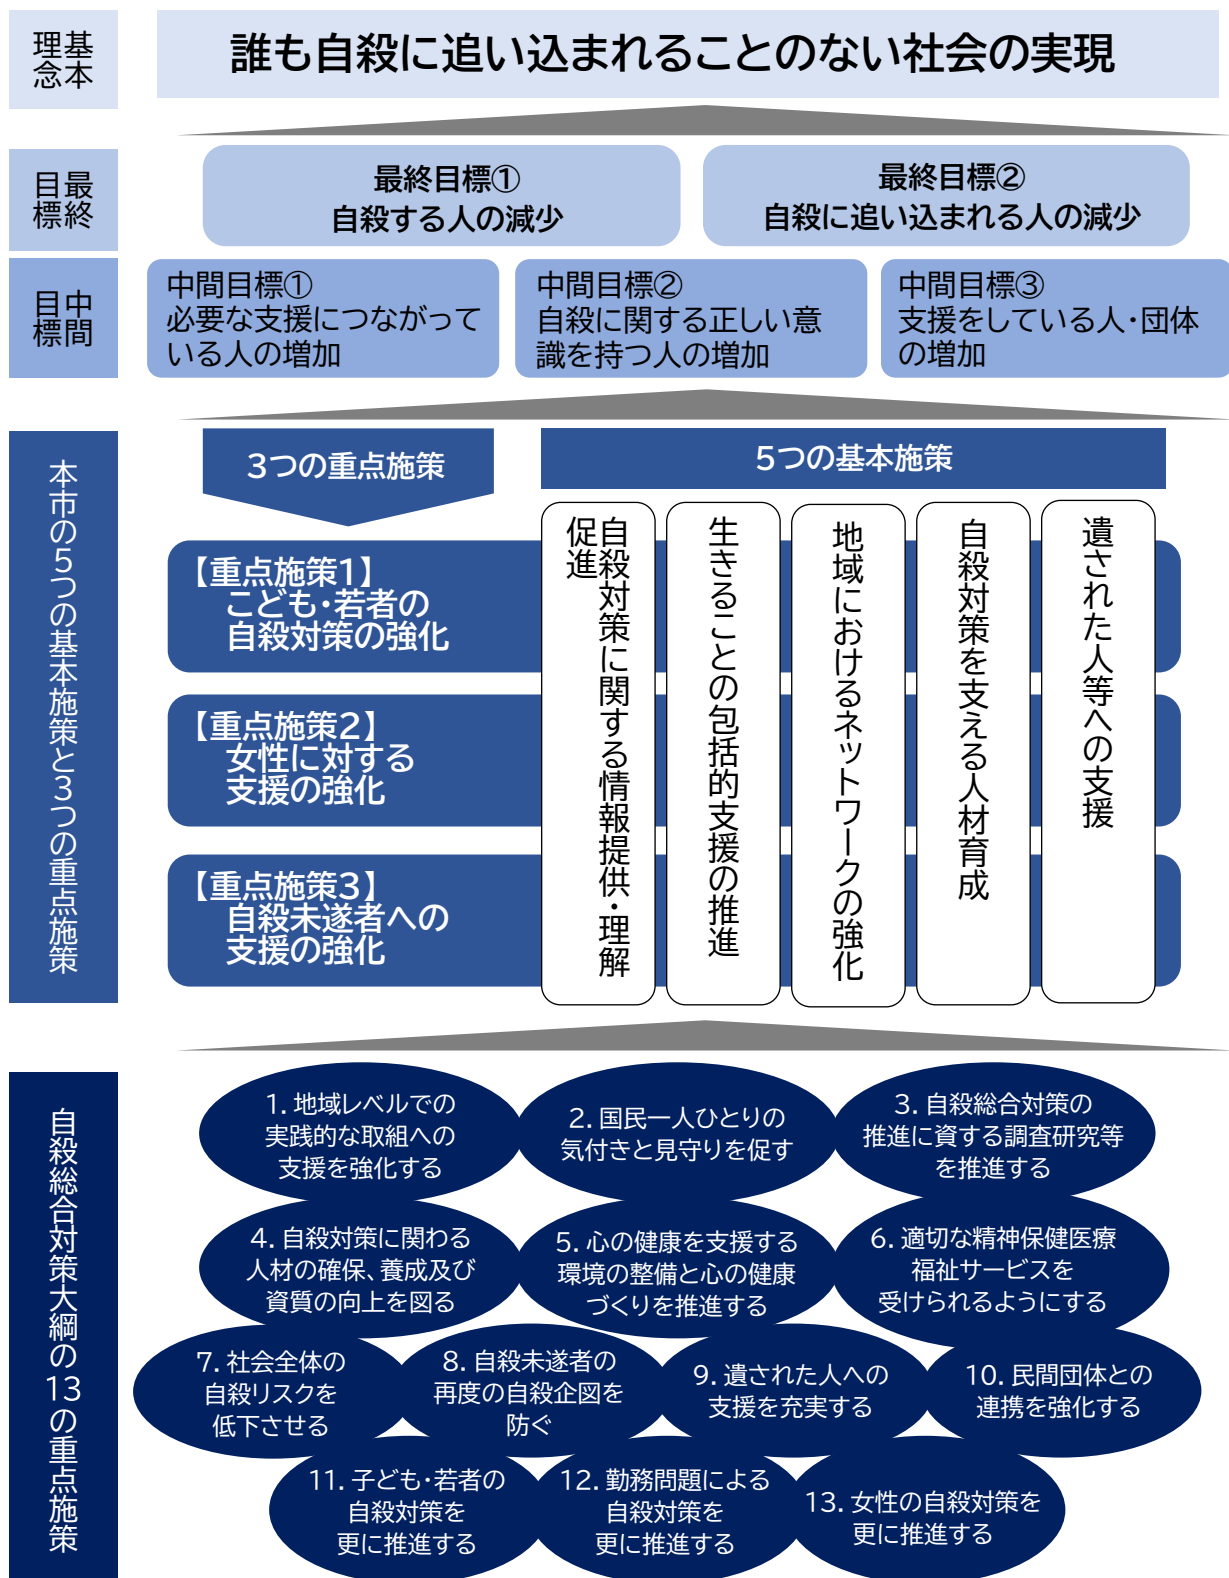 基本理念
誰も自殺に追い込まれることのない社会の実現
最終目標
最終目標①
自殺する人の減少
最終目標②
自殺に追い込まれる人の減少
中間目標
中間目標①
必要な支援につながって
いる人の増加
中間目標②
自殺に関する正しい意
識を持つ人の増加
中間目標③
支援をしている人・団体
の増加
本市の5つの基本施策と3つの重点施策
3つの重点施策
5つの基本施策
【重点施策1】
こども・若者の
自殺対策の強化
【重点施策2】
女性に対する
支援の強化
【重点施策3】
自殺未遂者への
支援の強化
自殺対策に関する情報提供・理解
促進
生きることの包括的支援の推進
地域におけるネットワークの強化
自殺対策を支える人材育成
遺された人等への支援
自殺総合対策大綱の13の重点施策
1. 地域レベルでの
実践的な取組への
支援を強化する
2. 国民一人ひとりの
気付きと見守りを促す
3. 自殺総合対策の
推進に資する調査研究等
を推進する
4. 自殺対策に関わる
人材の確保、養成及び
資質の向上を図る
5. 心の健康を支援する
環境の整備と心の健康
づくりを推進する
6. 適切な精神保健医療
福祉サービスを
受けられるようにする
7. 社会全体の
自殺リスクを
低下させる
8. 自殺未遂者の
再度の自殺企図を
防ぐ
9. 遺された人への
支援を充実する
10. 民間団体との
連携を強化する
11. 子ども・若者の
自殺対策を
更に推進する
12. 勤務問題による
自殺対策を
更に推進する
13. 女性の自殺対策を
更に推進する